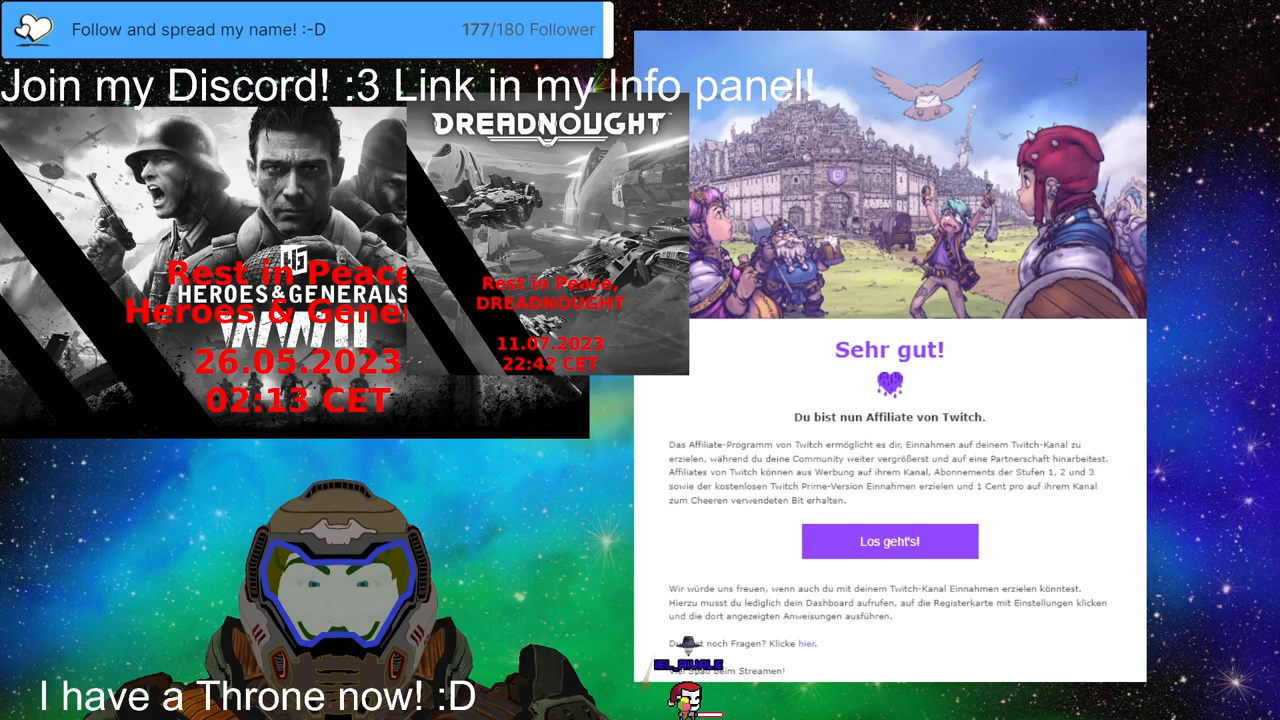 Follow and spread my name! :-D
177/180 Follower
Join my Discord! :3 Link in my Info panel!
DREADNOUGHT
Rest in Peace,
DREADNOUGHT
11.07.2023
22:42 CET
Rest in Peace
HEROES & GENERALS
Heroes & Gene
WWII
26.05.2023
02:13 CET
Sehr gut!
Du bist nun Affiliate von Twitch.
Das Affiliate-Programm von Twitch ermöglicht es dir, Einnahmen auf deinem Twitch-Kanal zu
erzielen, während du deine Community weiter vergrößerst und auf eine Partnerschaft hinarbeitest.
Affiliates von Twitch können aus Werbung auf ihrem Kanal, Abonnements der Stufen 1, 2 und 3
sowie der kostenlosen Twitch Prime-Version Einnahmen erzielen und 1 Cent pro auf ihrem Kanal
zum Cheeren verwendeten Bit erhalten.
Los geht's!
Wir würde uns freuen, wenn auch du mit deinem Twitch-Kanal Einnahmen erzielen könntest.
Hierzu musst du lediglich dein Dashboard aufrufen, auf die Registerkarte mit Einstellungen klicken
und die dort angezeigten Anweisungen ausführen.
noch Fragen? Klicke hier.
beim Streamen!
I have a Throne now! :D